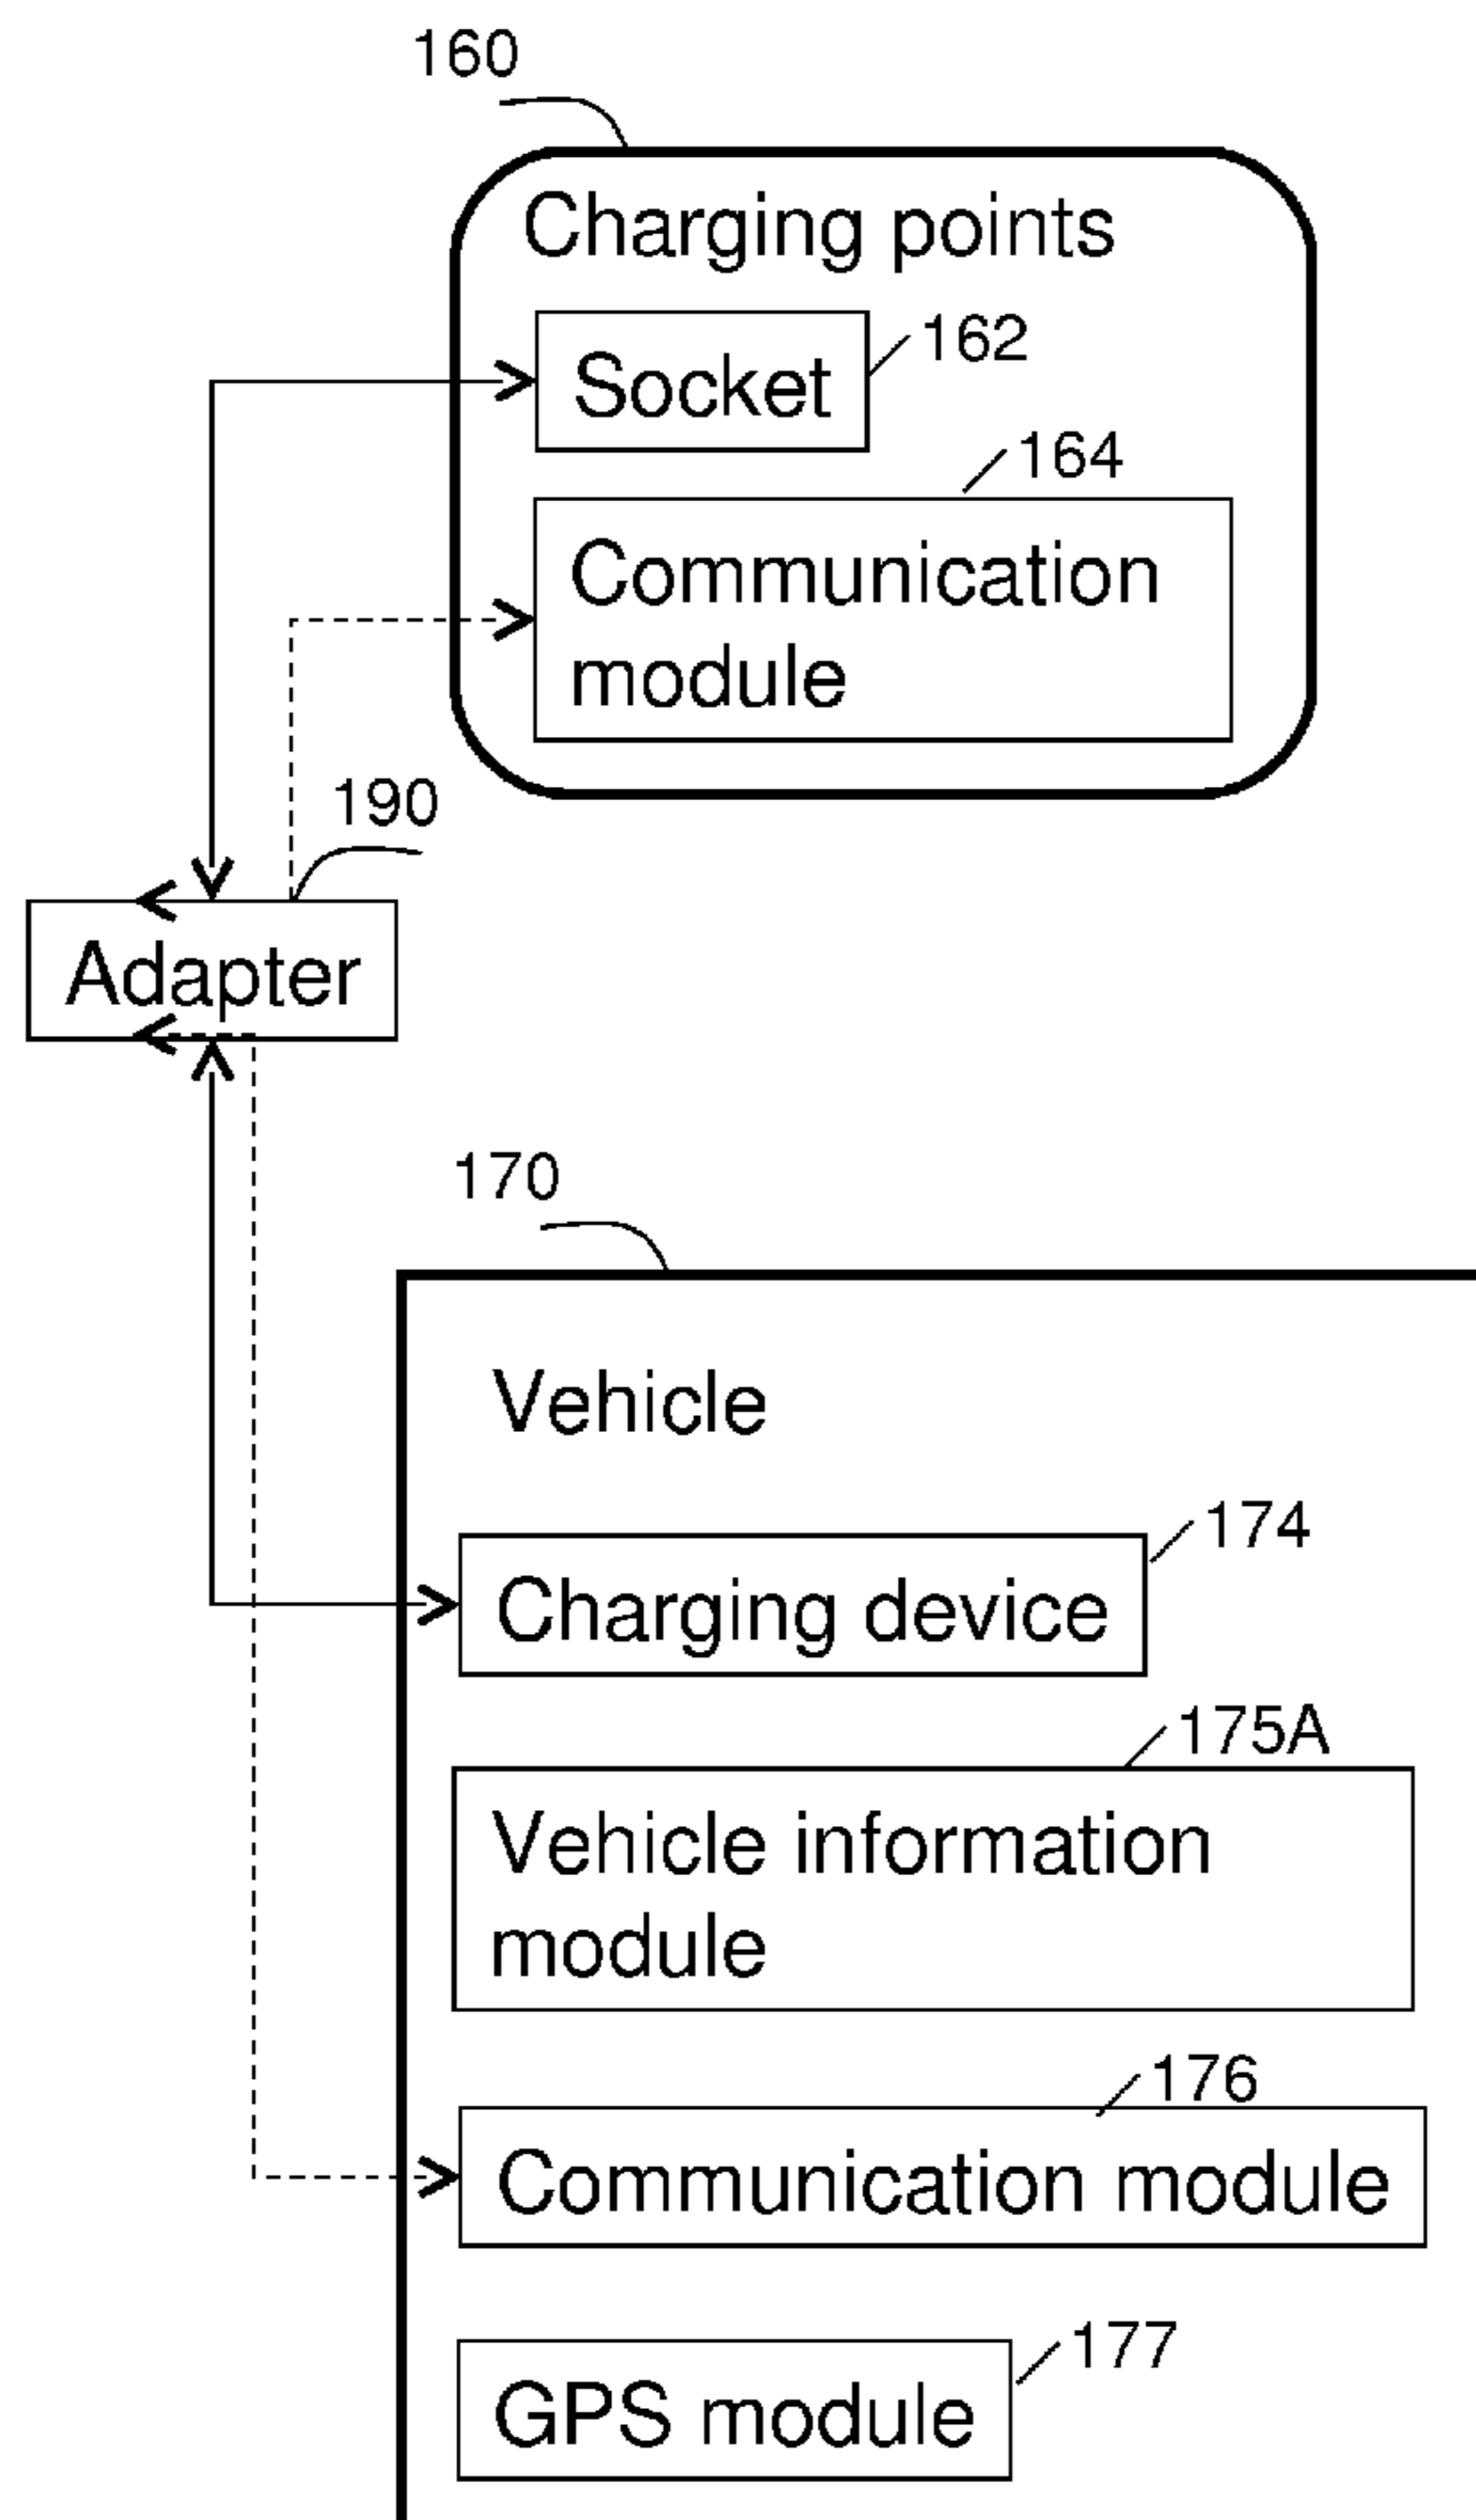 160
Charging points
Socket
162
164
Communication
module
190
Adapter
170
Vehicle
174
Charging device
175A
Vehicle information
module
176
Communication module
177
GPS module